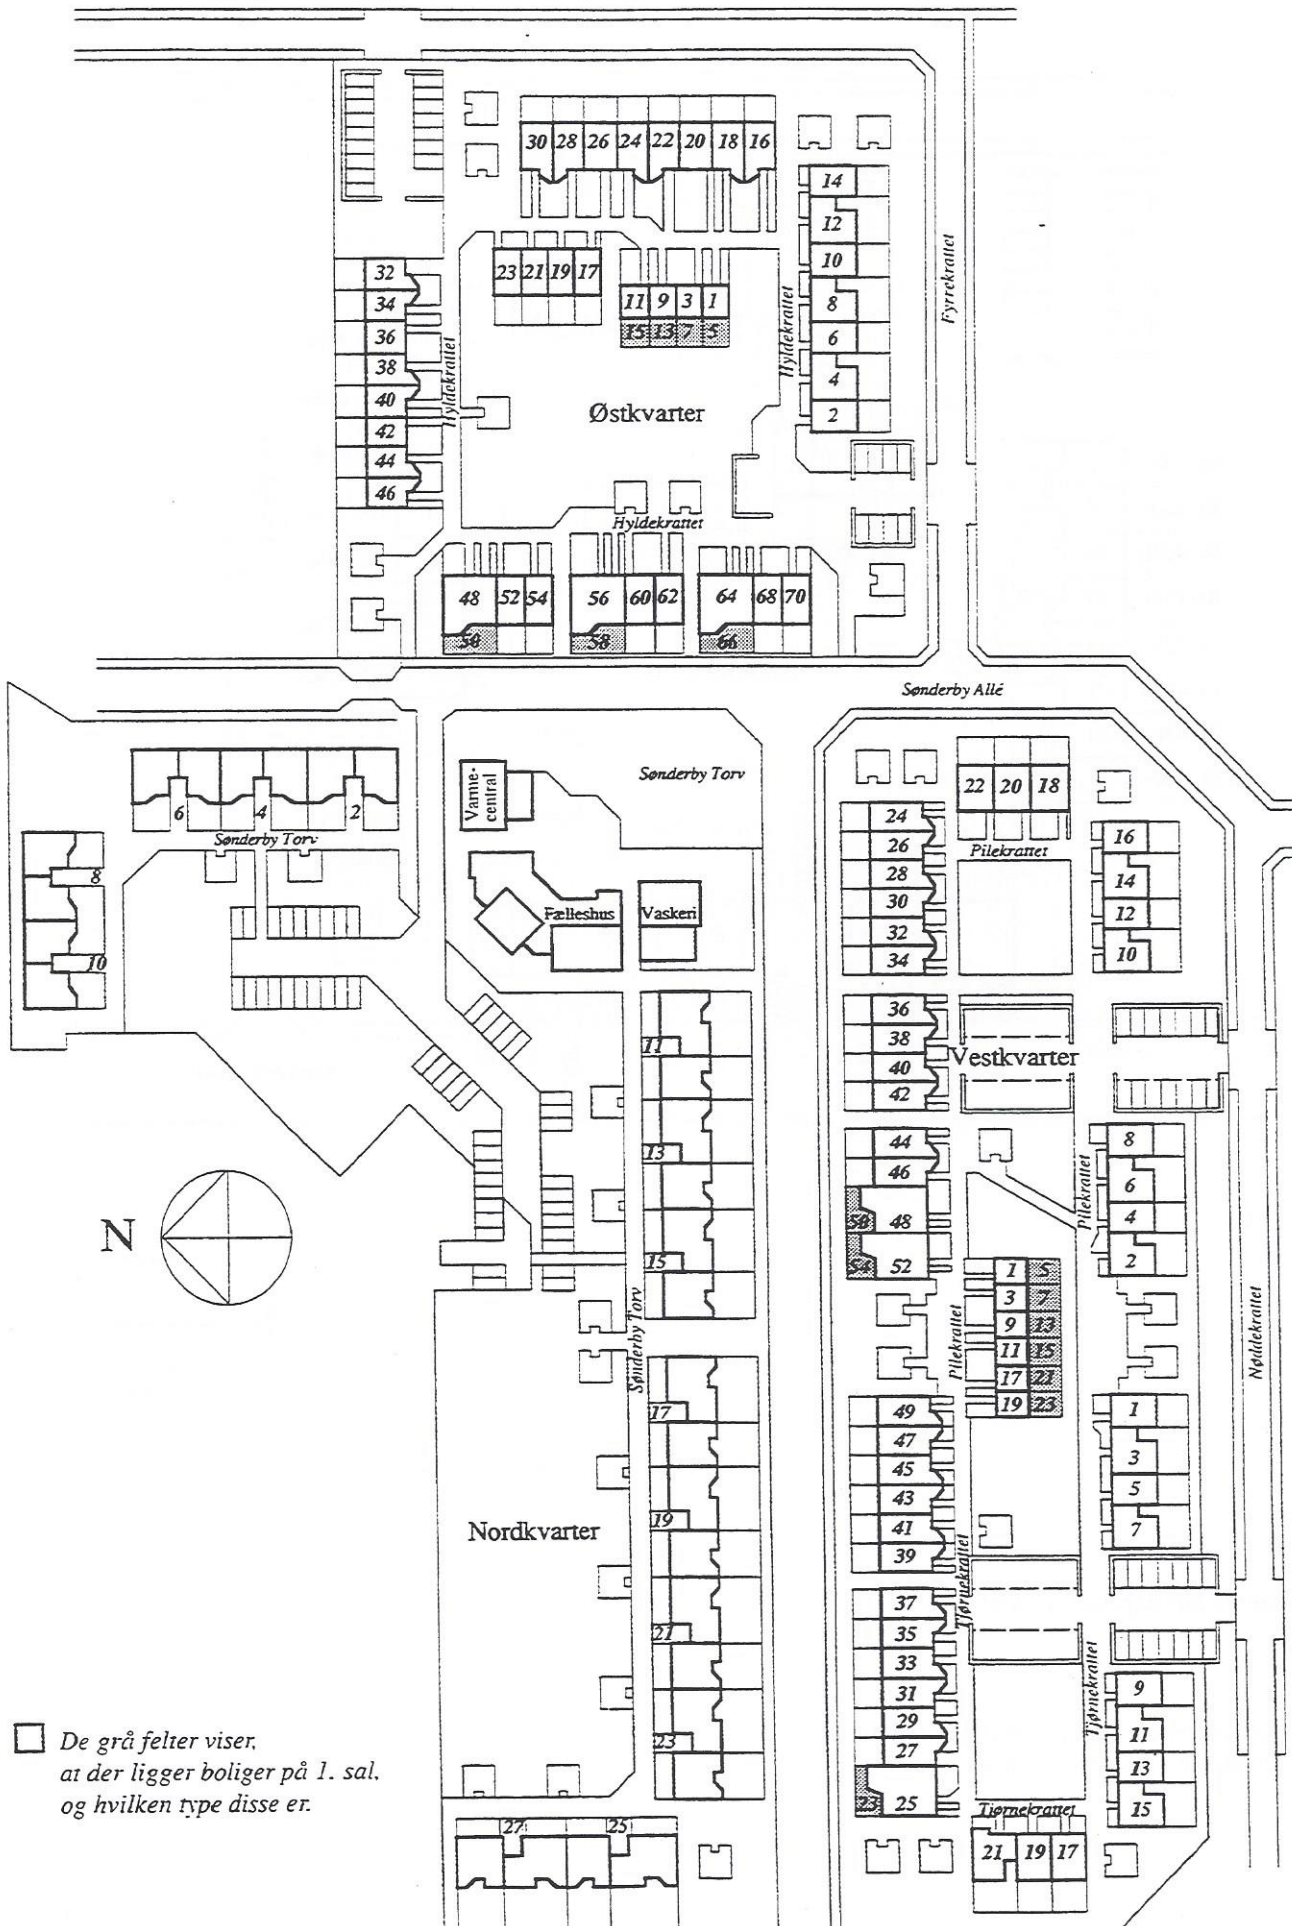 30 28 26 24 22 20 18 16
14
12
10
8
6
4
2
Fyrrekrattet
Hyldekrattet
23 21 19 17
11 9 3 1
15 13 7 5
32
34
36
38
40
42
44
46
Hyldekrattet
Østkvarter
Hyldekrattet
48 52 54
50
56 60 62
58
64 68 70
66
Sønderby Allé
6 4 2
Sønderby Torv
8
10
Varme-
central
Sønderby Torv
Fælleshus
Vaskeri
22 20 18
Pilekrattet
24
26
28
30
32
34
16
14
12
10
36
38
40
42
Vestkvarter
44
46
50 48
54 52
8
6
4
2
Pilekrattet
1 5
3 7
9 13
11 15
17 21
19 23
Pilekrattet
Nøddekrattet
11
13
15
Sønderby Torv
17
19
21
23
N
Nordkvarter
49
47
45
43
41
39
1
3
5
7
Tjørnekrattet
37
35
33
31
29
27
23 25
Tjørnekrattet
9
11
13
15
Tjørnekrattet
21 19 17
27 25
De grå felter viser,
at der ligger boliger på 1. sal,
og hvilken type disse er.